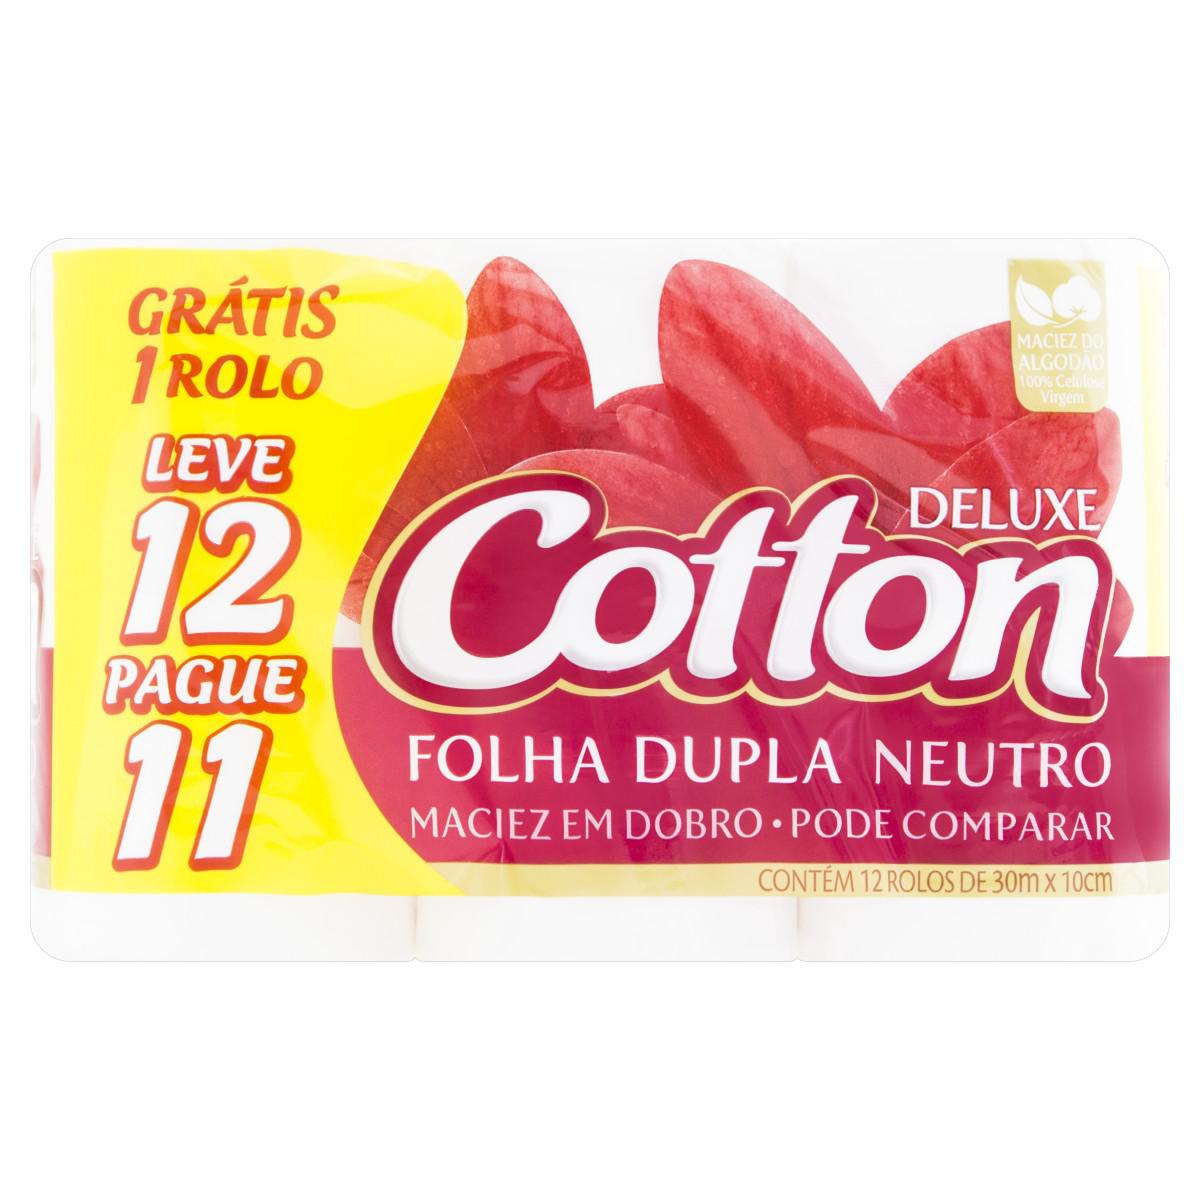 GRÁTIS
1 ROLO
LEVE
12
PAGUE
11
MACIEZ DO
ALGODÃO
100% Celulose
Virgem
DELUXE
Cotton
FOLHA DUPLA NEUTRO
MACIEZ EM DOBRO • PODE COMPARAR
CONTÉM 12 ROLOS DE 30m x 10cm